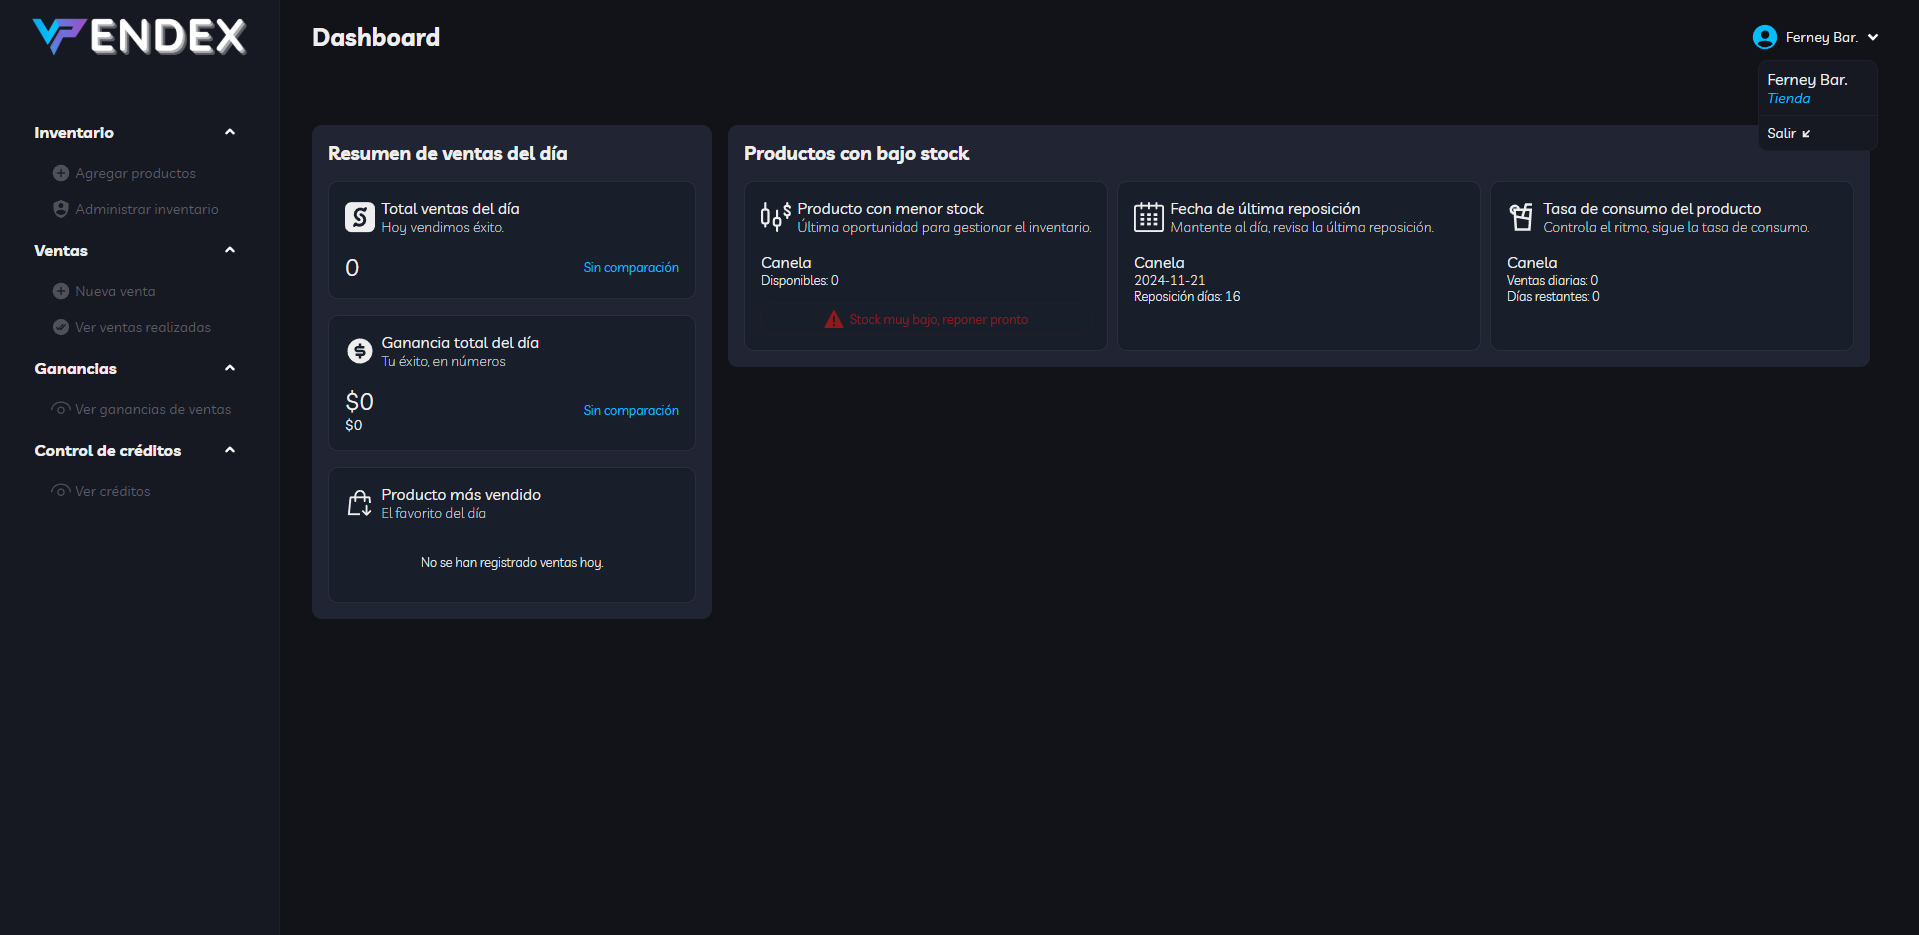 VENDEX
Inventario
Agregar productos
Administrar inventario
Ventas
Nueva venta
Ver ventas realizadas
Ganancias
Ver ganancias de ventas
Control de créditos
Ver créditos
Dashboard
Ferney Bar.
Ferney Bar.
Tienda
Salir
Resumen de ventas del día
Total ventas del día
Hoy vendimos éxito.
0
Sin comparación
Ganancia total del día
Tu éxito, en números
$0
$0
Sin comparación
Producto más vendido
El favorito del día
No se han registrado ventas hoy.
Productos con bajo stock
Producto con menor stock
Última oportunidad para gestionar el inventario.
Canela
Disponibles: 0
Stock muy bajo, reponer pronto
Fecha de última reposición
Mantente al día, revisa la última reposición.
Canela
2024-11-21
Reposición días: 16
Tasa de consumo del producto
Controla el ritmo, sigue la tasa de consumo.
Canela
Ventas diarias: 0
Días restantes: 0